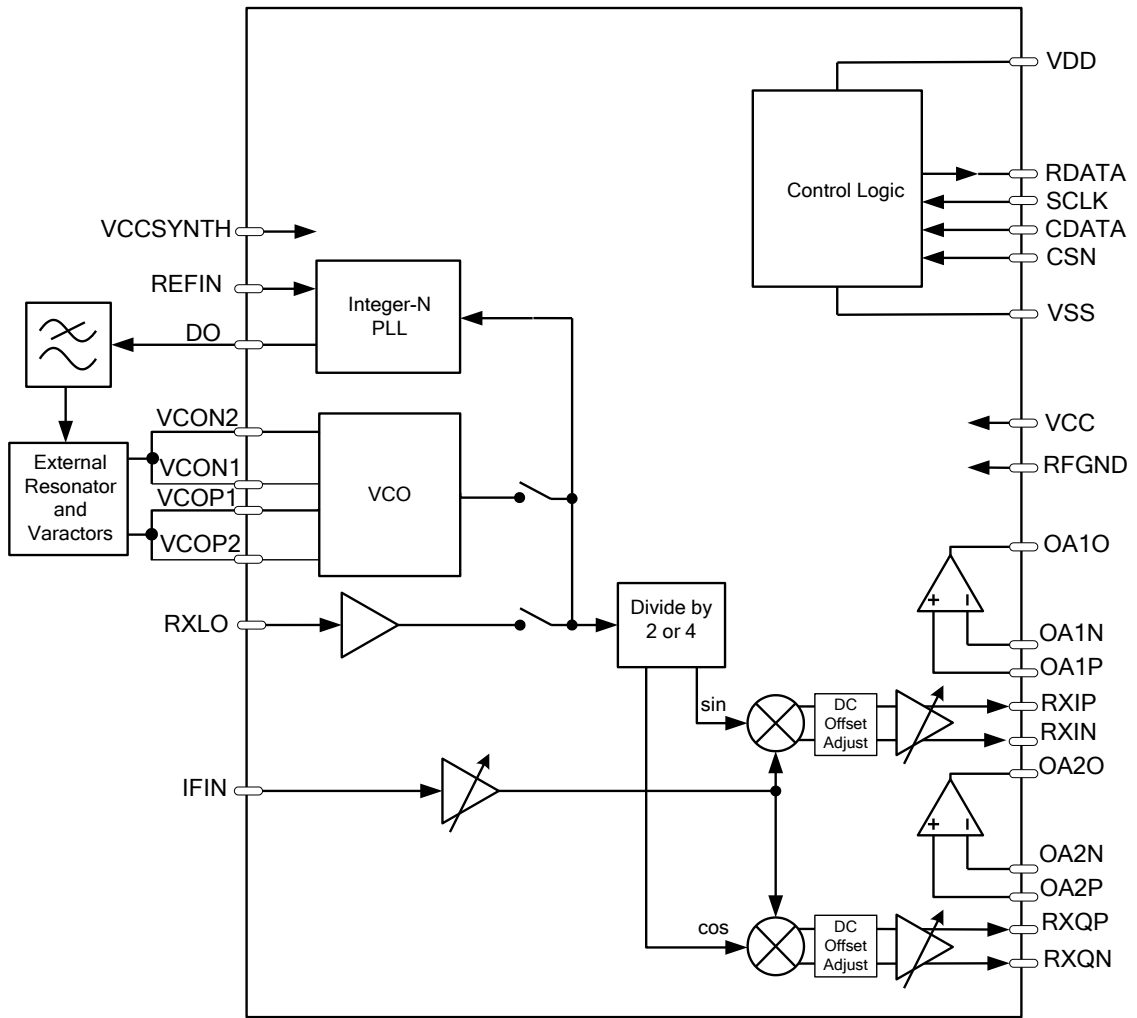 VDD
Control Logic
RDATA
SCLK
CDATA
CSN
VSS
VCCSYNTH
REFIN
DO
Integer-N
PLL
VCON2
VCON1
VCOP1
VCOP2
External
Resonator
and
Varactors
VCO
VCC
RFGND
RXLO
Divide by
2 or 4
sin
cos
IFIN
OA1O
+ –
OA1N
OA1P
DC
Offset
Adjust
RXIP
RXIN
OA2O
+ –
OA2N
OA2P
DC
Offset
Adjust
RXQP
RXQN